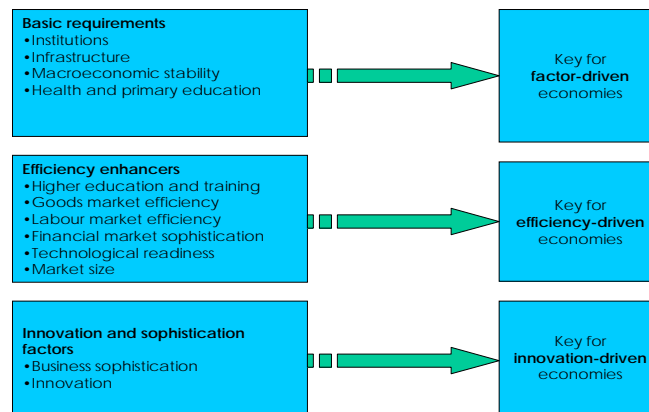 Basic requirements
•Institutions
•Infrastructure
•Macroeconomic stability
•Health and primary education
Key for
factor-driven
economies
Efficiency enhancers
•Higher education and training
•Goods market efficiency
•Labour market efficiency
•Financial market sophistication
•Technological readiness
•Market size
Key for
efficiency-driven
economies
Innovation and sophistication
factors
•Business sophistication
•Innovation
Key for
innovation-driven
economies